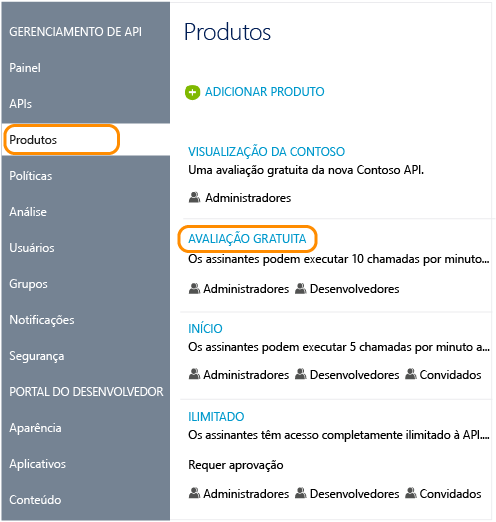 GERENCIAMENTO DE API
Painel
APIs
Produtos
Políticas
Análise
Usuários
Grupos
Notificações
Segurança
PORTAL DO DESENVOLVEDOR
Aparência
Aplicativos
Conteúdo
Produtos
ADICIONAR PRODUTO
VISUALIZAÇÃO DA CONTOSO
Uma avaliação gratuita da nova Contoso API.
Administradores
AVALIAÇÃO GRATUITA
Os assinantes podem executar 10 chamadas por minuto...
Administradores Desenvolvedores
INÍCIO
Os assinantes podem executar 5 chamadas por minuto a...
Administradores Desenvolvedores Convidados
ILIMITADO
Os assinantes têm acesso completamente ilimitado à API....
Requer aprovação
Administradores Desenvolvedores Convidados